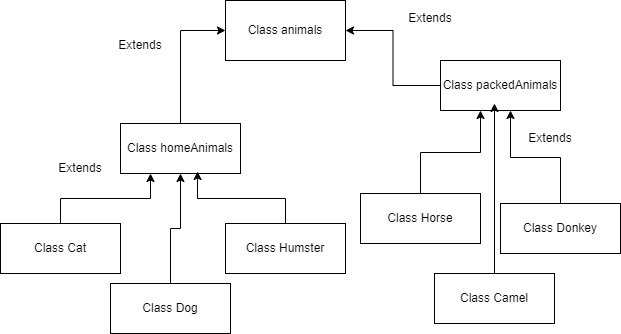 Class animals
Extends
Extends
Class packedAnimals
Class homeAnimals
Extends
Extends
Class Horse
Class Donkey
Class Cat
Class Humster
Class Dog
Class Camel